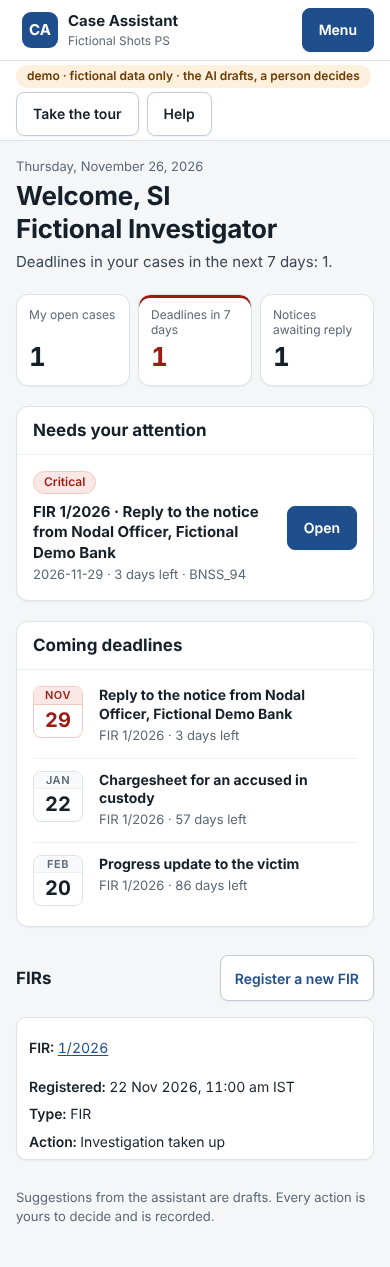 CA
Case Assistant
Fictional Shots PS
Menu
demo · fictional data only · the AI drafts, a person decides
Take the tour
Help
Thursday, November 26, 2026
Welcome, SI
Fictional Investigator
Deadlines in your cases in the next 7 days: 1.
My open cases
1
Deadlines in 7
days
1
Notices
awaiting reply
1
Needs your attention
Critical
FIR 1/2026 · Reply to the notice
from Nodal Officer, Fictional
Demo Bank
2026-11-29 · 3 days left · BNSS_94
Open
Coming deadlines
NOV
29
Reply to the notice from Nodal
Officer, Fictional Demo Bank
FIR 1/2026 · 3 days left
JAN
22
Chargesheet for an accused in
custody
FIR 1/2026 · 57 days left
FEB
20
Progress update to the victim
FIR 1/2026 · 86 days left
FIRs
Register a new FIR
FIR: 1/2026
Registered: 22 Nov 2026, 11:00 am IST
Type: FIR
Action: Investigation taken up
Suggestions from the assistant are drafts. Every action is
yours to decide and is recorded.